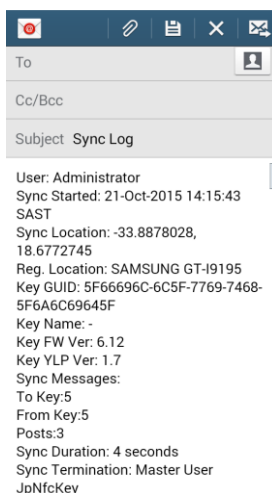 To
Cc/Bcc
Subject Sync Log
User: Administrator
Sync Started: 21-Oct-2015 14:15:43
SAST
Sync Location: -33.8878028,
18.6772745
Reg. Location: SAMSUNG GT-I9195
Key GUID: 5F66696C-6C5F-7769-7468-
5F6A6C69645F
Key Name: -
Key FW Ver: 6.12
Key YLP Ver: 1.7
Sync Messages:
To Key:5
From Key:5
Posts:3
Sync Duration: 4 seconds
Sync Termination: Master User
JpNfcKey